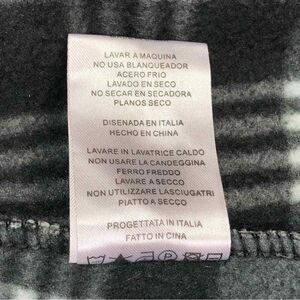 LAVAR A MAQUINA
NO USA BLANQUEADOR
ACERO FRIO
LAVADO EN SECO
NO SECAR EN SECADORA
PLANOS SECO
DISENADA EN ITALIA
HECHO EN CHINA
LAVARE IN LAVATRICE CALDO
NON USARE LA CANDEGGINA
FERRO FREDDO
LAVARE A SECCO
NON UTILIZZARE LASCIUGATRI
PIATTO A SECCO
PROGETTATA IN ITALIA
FATTO IN CINA